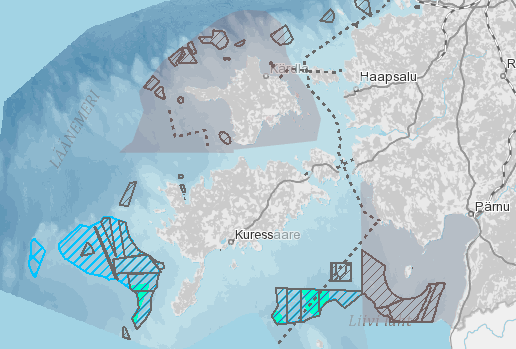 Kärdla
Haapsalu
R
LÄÄNEMERI
Pärnu
Kuressaare
Liivi laht